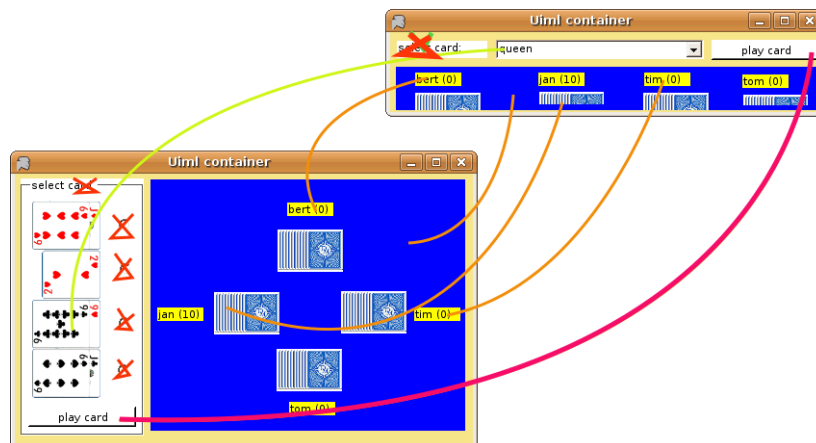 Uiml container
select card:
queen
play card
bert (0)
jan (10)
tim (0)
tom (0)
Uiml container
select card
bert (0)
jan (10)
tim (0)
tom (0)
play card